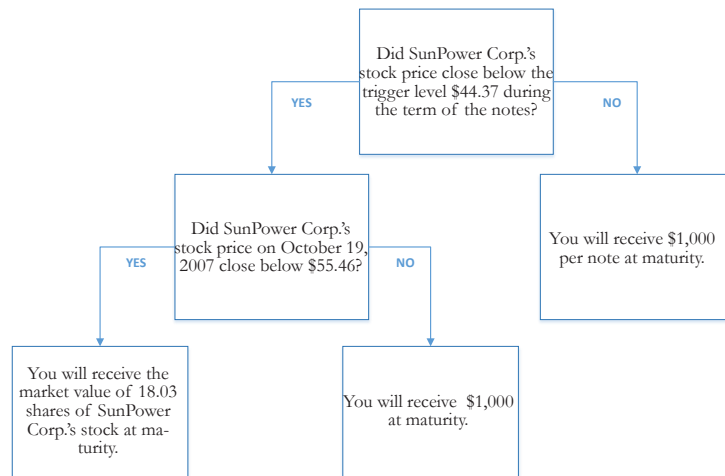 Did SunPower Corp.'s
stock price close below the
trigger level $44.37 during
the term of the notes?
YES
NO
Did SunPower Corp.'s
stock price on October 19,
2007 close below $55.46?
You will receive $1,000
per note at maturity.
YES
NO
You will receive the
market value of 18.03
shares of SunPower
Corp.'s stock at ma-
turity.
You will receive $1,000
at maturity.